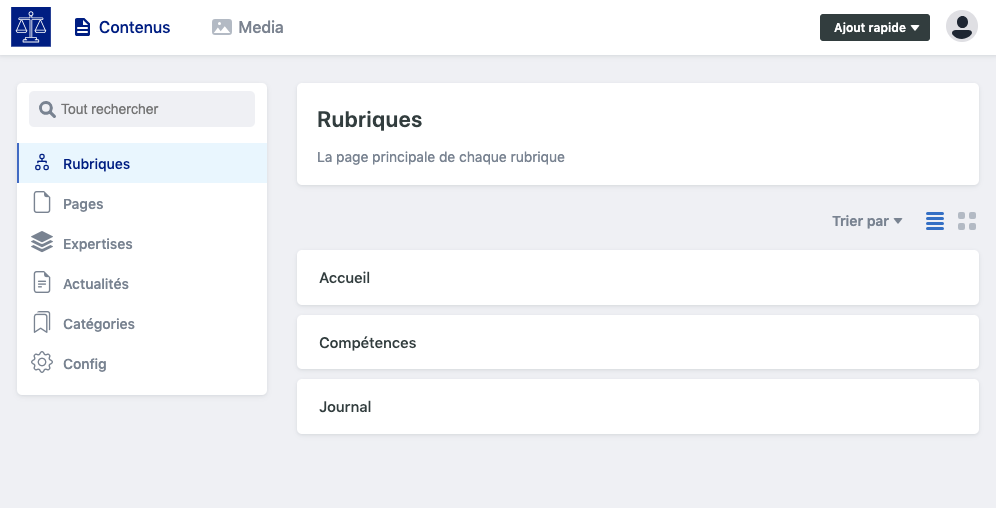 Contenus
Media
Ajout rapide
Tout rechercher
Rubriques
Pages
Expertises
Actualités
Catégories
Config
Rubriques
La page principale de chaque rubrique
Trier par
Accueil
Compétences
Journal